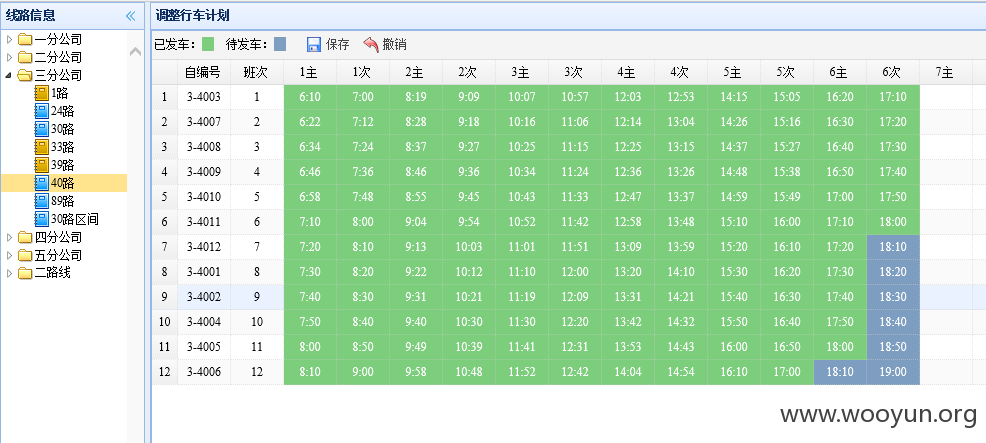 线路信息
一分公司
二分公司
三分公司
1路
24路
30路
33路
39路
40路
89路
30路区间
四分公司
五分公司
二路线
调整行车计划
已发车： 待发车： 保存 撤销
自编号 班次 1主 1次 2主 2次 3主 3次 4主 4次 5主 5次 6主 6次 7主
1 3-4003 1 6:10 7:00 8:19 9:09 10:07 10:57 12:03 12:53 14:15 15:05 16:20 17:10
2 3-4007 2 6:22 7:12 8:28 9:18 10:16 11:06 12:14 13:04 14:26 15:16 16:30 17:20
3 3-4008 3 6:34 7:24 8:37 9:27 10:25 11:15 12:25 13:15 14:37 15:27 16:40 17:30
4 3-4009 4 6:46 7:36 8:46 9:36 10:34 11:24 12:36 13:26 14:48 15:38 16:50 17:40
5 3-4010 5 6:58 7:48 8:55 9:45 10:43 11:33 12:47 13:37 14:59 15:49 17:00 17:50
6 3-4011 6 7:10 8:00 9:04 9:54 10:52 11:42 12:58 13:48 15:10 16:00 17:10 18:00
7 3-4012 7 7:20 8:10 9:13 10:03 11:01 11:51 13:09 13:59 15:20 16:10 17:20 18:10
8 3-4001 8 7:30 8:20 9:22 10:12 11:10 12:00 13:20 14:10 15:30 16:20 17:30 18:20
9 3-4002 9 7:40 8:30 9:31 10:21 11:19 12:09 13:31 14:21 15:40 16:30 17:40 18:30
10 3-4004 10 7:50 8:40 9:40 10:30 11:30 12:20 13:42 14:32 15:50 16:40 17:50 18:40
11 3-4005 11 8:00 8:50 9:49 10:39 11:41 12:31 13:53 14:43 16:00 16:50 18:00 18:50
12 3-4006 12 8:10 9:00 9:58 10:48 11:52 12:42 14:04 14:54 16:10 17:00 18:10 19:00
www.wooyun.org